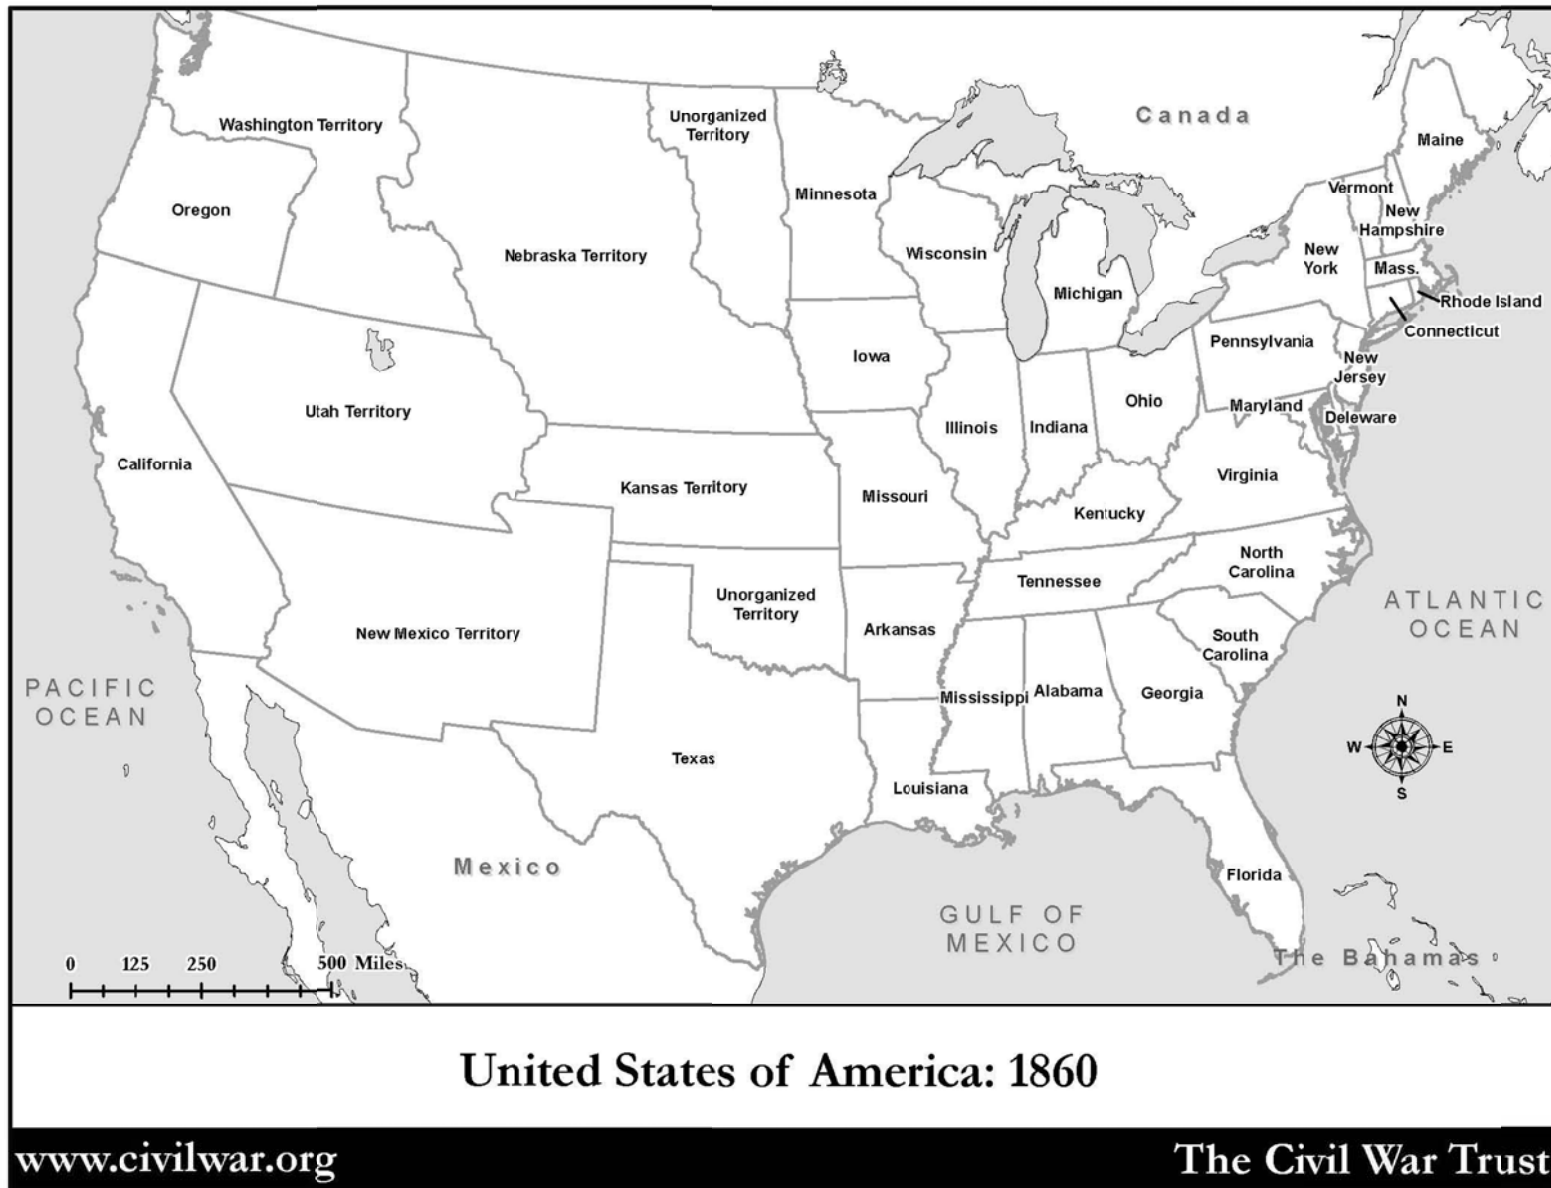 Canada
Washington Territory
Unorganized
Territory
Maine
Oregon
Minnesota
Vermont
New
Hampshire
Nebraska Territory
Wisconsin
New
York
Mass.
Michigan
Rhode Island
Connecticut
Iowa
Pennsylvania
New
Jersey
Utah Territory
Illinois
Indiana
Ohio
Maryland
Deleware
California
Kansas Territory
Missouri
Virginia
Kentucky
North
Carolina
Tennessee
Unorganized
Territory
ATLANTIC
OCEAN
New Mexico Territory
Arkansas
South
Carolina
PACIFIC
OCEAN
Mississippi
Alabama
Georgia
N
W
E
S
Texas
Louisiana
Mexico
Florida
GULF OF
MEXICO
The Bahamas
0 125 250 500 Miles
United States of America: 1860
www.civilwar.org
The Civil War Trust